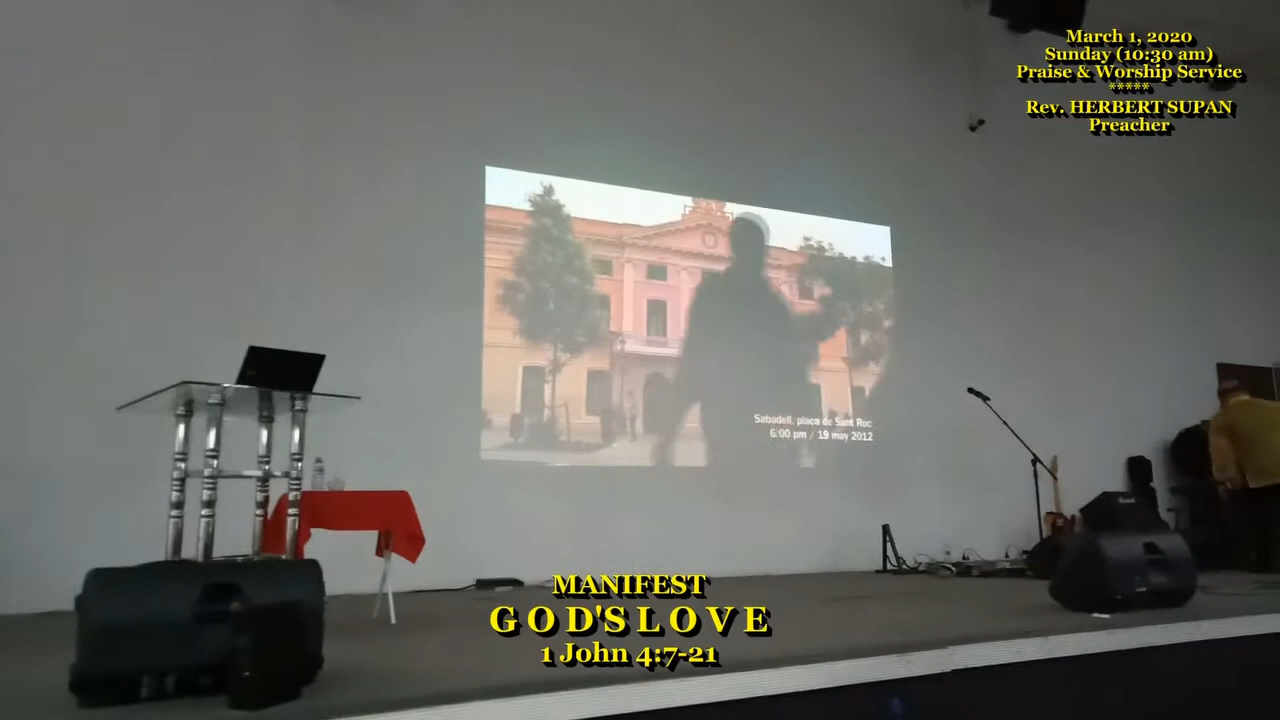 March 1, 2020
Sunday (10:30 am)
Praise & Worship Service
*****
Rev. HERBERT SUPAN
Preacher
Sabadell. plaça de Sant Roc
6:00 pm / 19 may 2012
MANIFEST
GOD'S LOVE
1 John 4:7-21